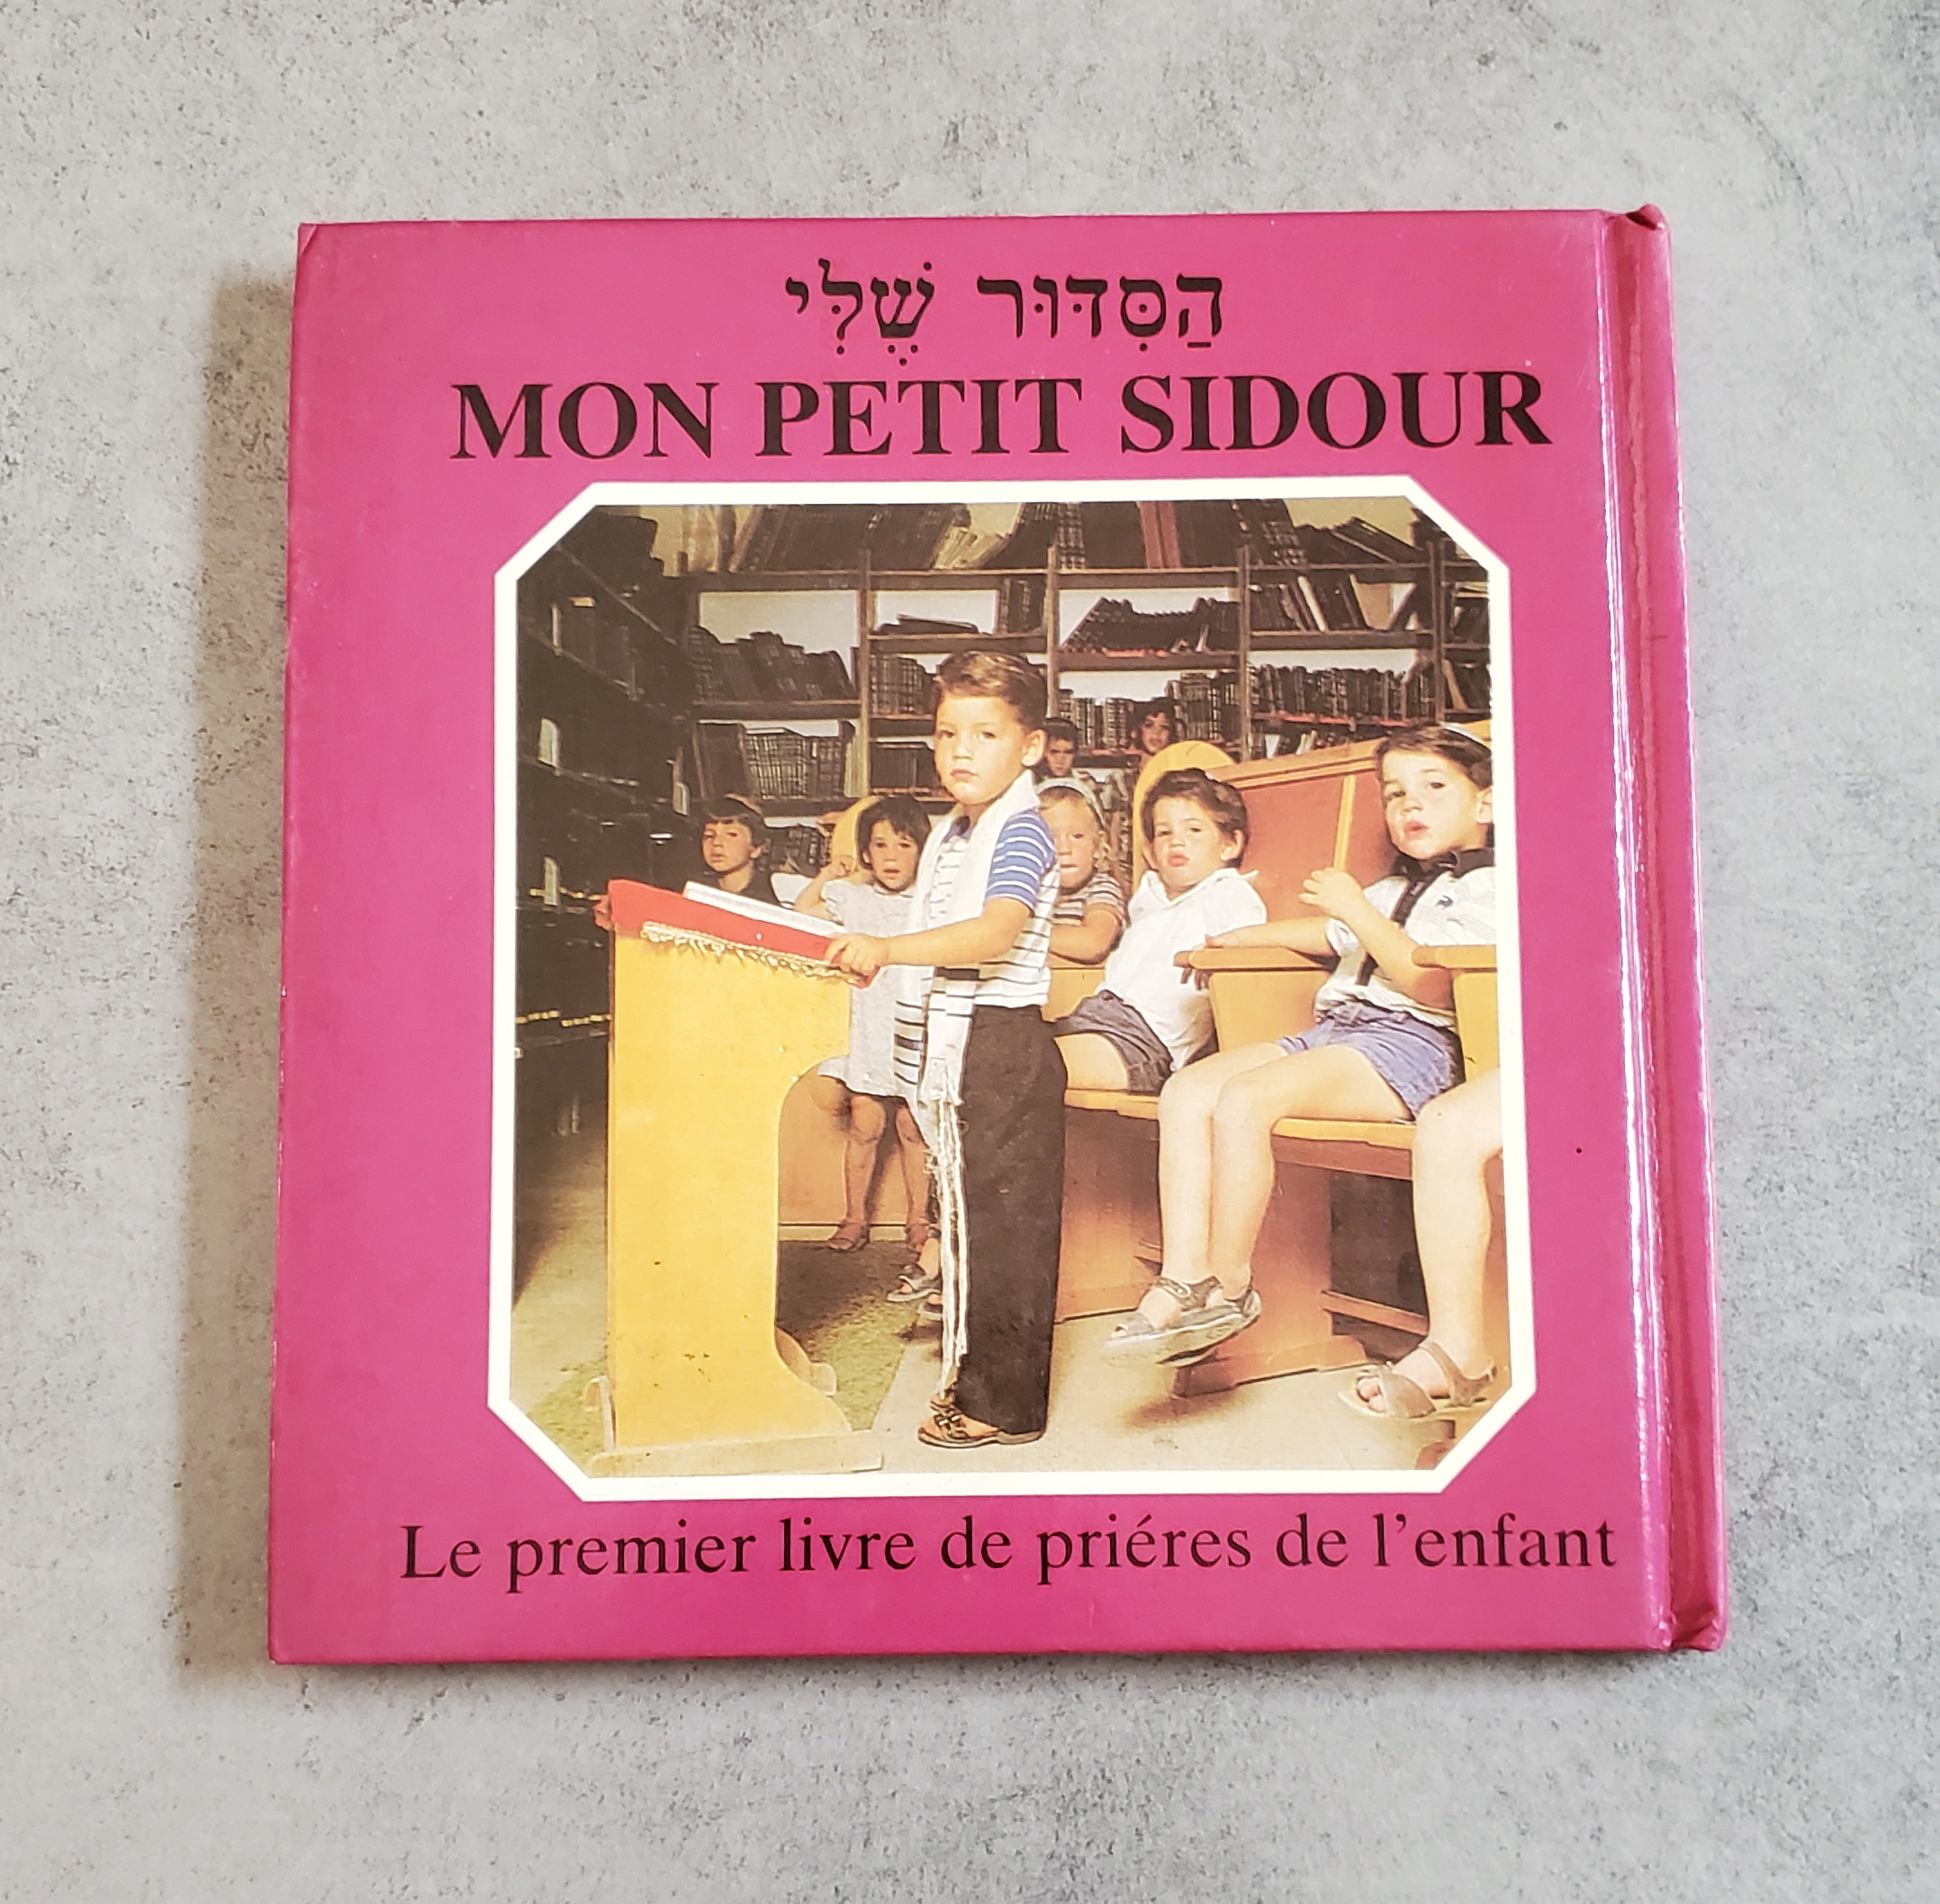 הַסִּדּוּר שֶׁלִּי
MON PETIT SIDOUR
Le premier livre de priéres de l'enfant